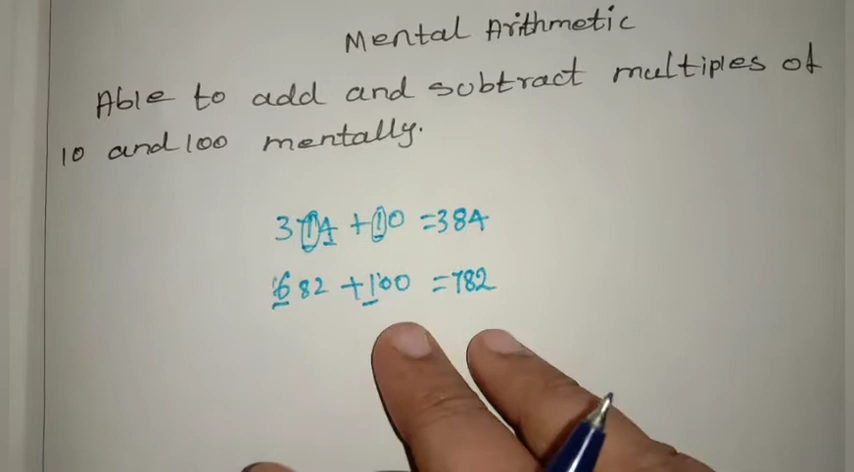 Mental Arithmetic
Able to add and subtract multiples of
10 and 100 mentally.
374 + 10 = 384
682 + 100 = 782